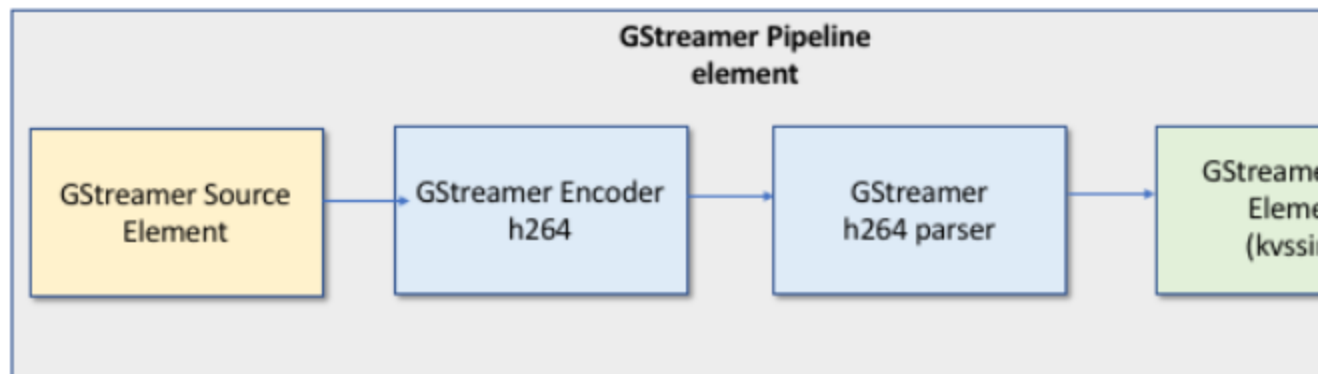 GStreamer Pipeline
element
GStreamer Source
Element
GStreamer Encoder
h264
GStreamer
h264 parser